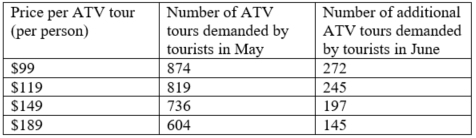 Price per ATV tour Number of ATV Number of additional
(per person) tours demanded by ATV tours demanded
tourists in May by tourists in June
$99 874 272
$119 819 245
$149 736 197
$189 604 145